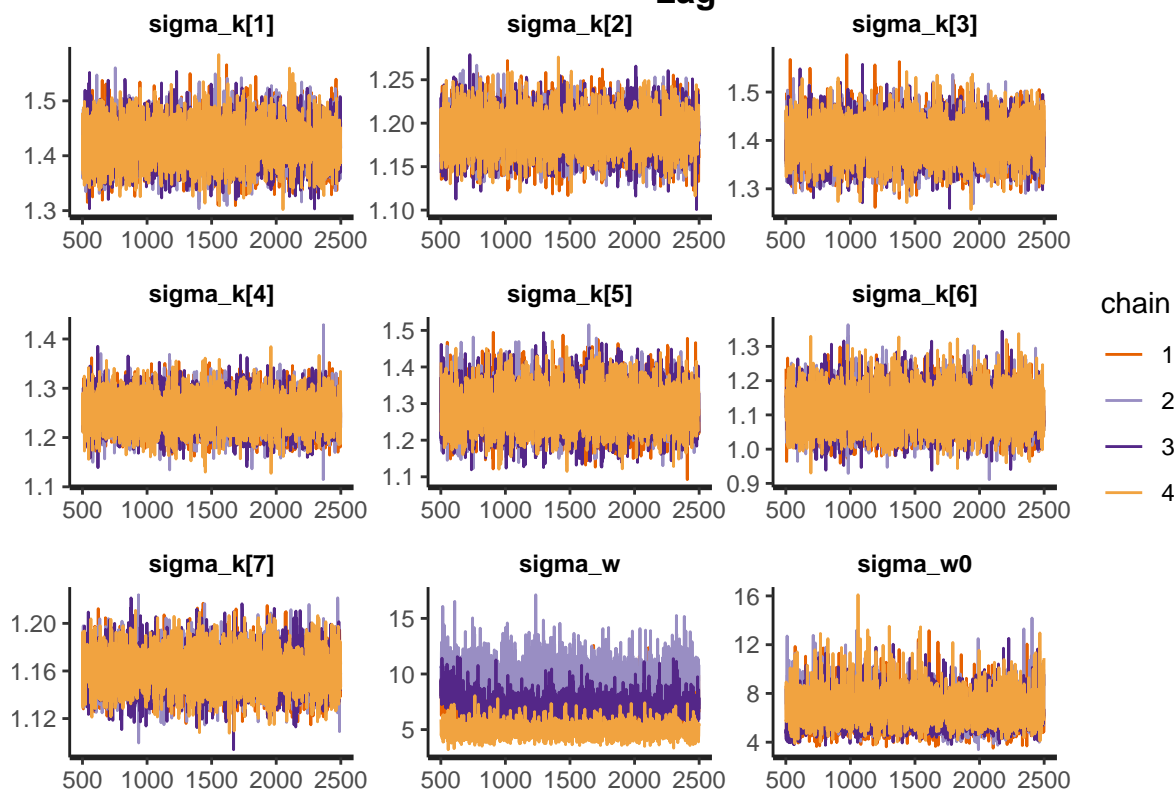 Lag
sigma_k[1] sigma_k[2] sigma_k[3]
1.5
1.4
1.3
1.25
1.20
1.15
1.10
1.5
1.4
1.3
500 1000 1500 2000 2500
500 1000 1500 2000 2500
500 1000 1500 2000 2500
sigma_k[4] sigma_k[5] sigma_k[6]
1.4
1.3
1.2
1.1
1.5
1.4
1.3
1.2
1.1
1.3
1.2
1.1
1.0
0.9
500 1000 1500 2000 2500
500 1000 1500 2000 2500
500 1000 1500 2000 2500
chain
1
2
3
4
sigma_k[7] sigma_w sigma_w0
1.20
1.16
1.12
15
10
5
16
12
8
4
500 1000 1500 2000 2500
500 1000 1500 2000 2500
500 1000 1500 2000 2500